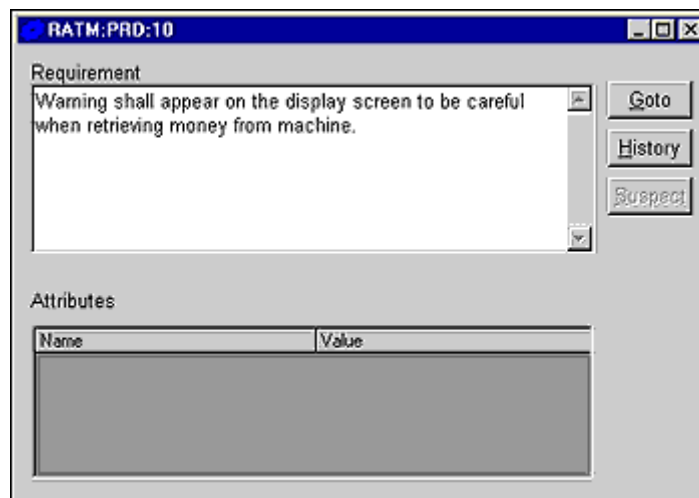 RATM:PRD:10
Requirement
Warning shall appear on the display screen to be careful
when retrieving money from machine.
Goto
History
Suspect
Attributes
Name Value